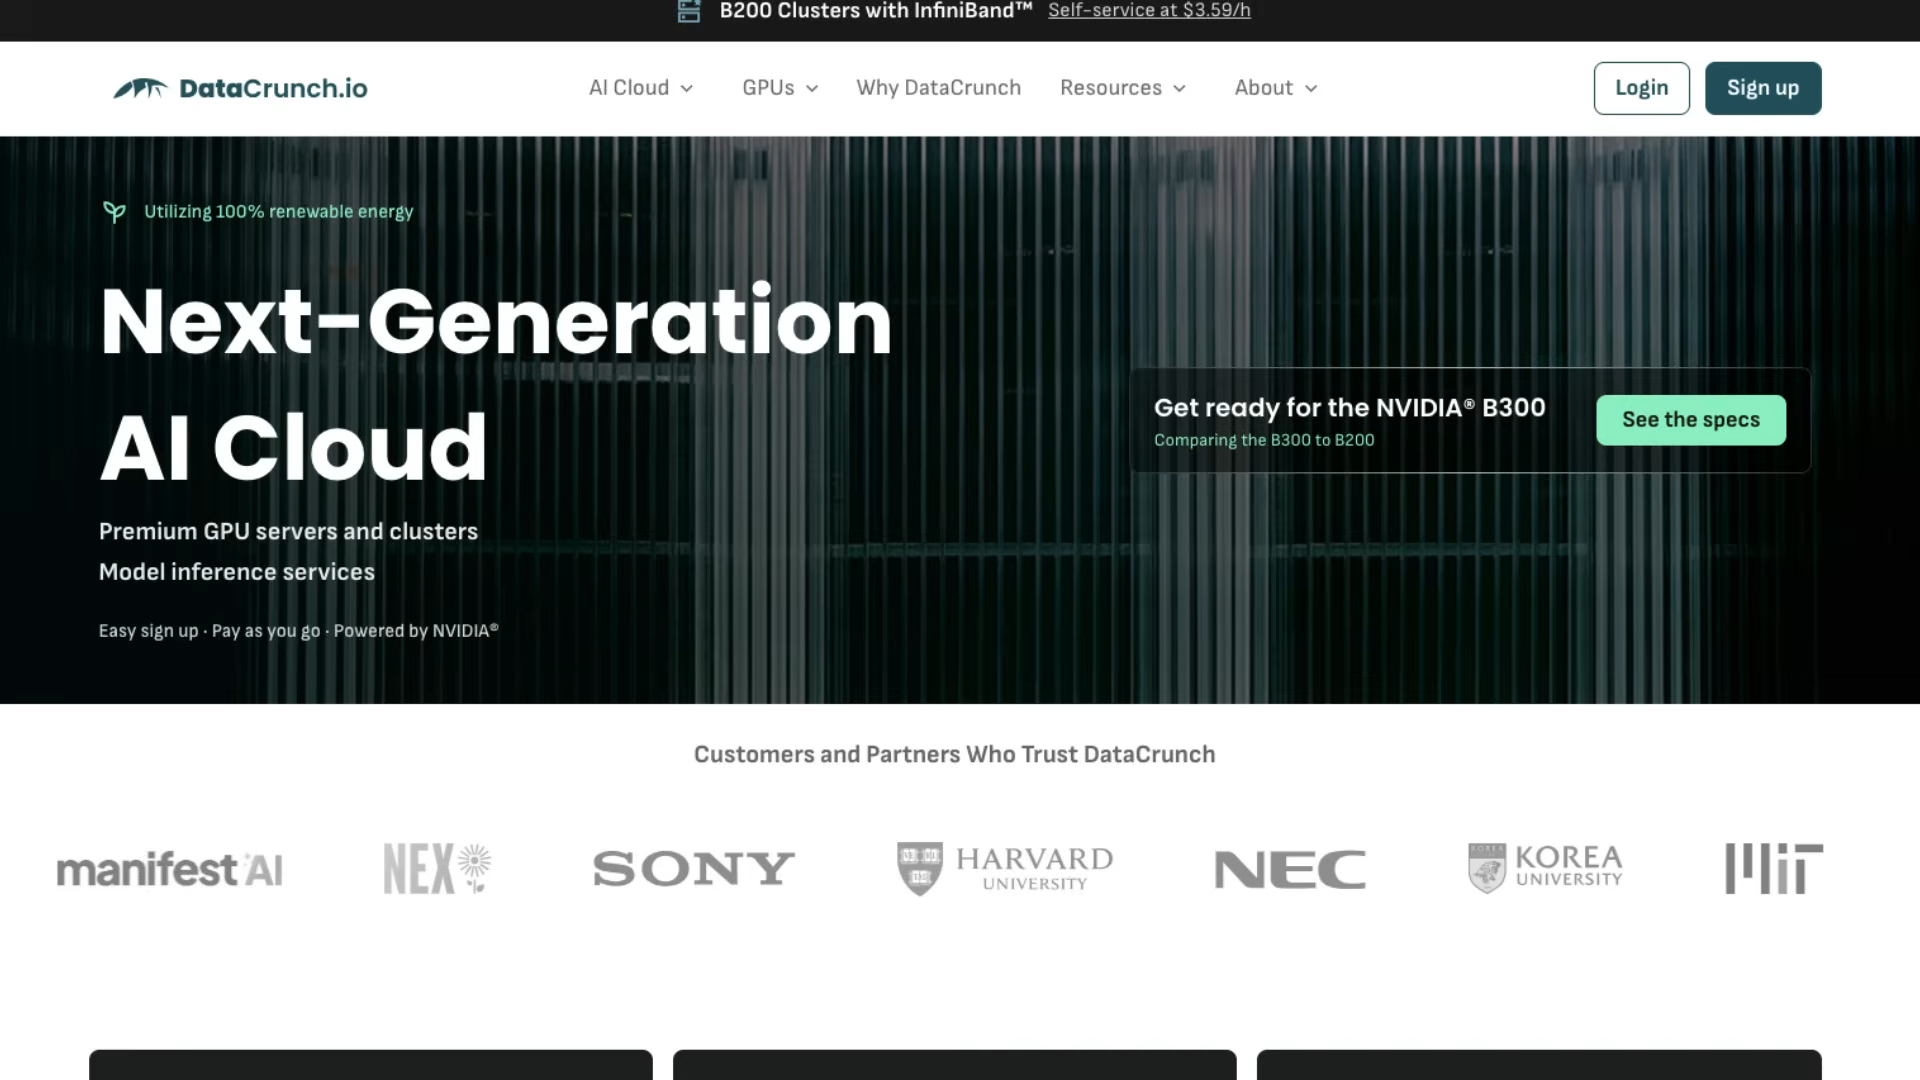 B200 Clusters with InfiniBand™ Self-service at $3.59/h
DataCrunch.io
AI Cloud
GPUs
Why DataCrunch
Resources
About
Login
Sign up
Utilizing 100% renewable energy
Next-Generation
AI Cloud
Premium GPU servers and clusters
Model inference services
Easy sign up · Pay as you go · Powered by NVIDIA®
Get ready for the NVIDIA® B300
Comparing the B300 to B200
See the specs
Customers and Partners Who Trust DataCrunch
manifest AI
NEX
SONY
HARVARD
UNIVERSITY
NEC
KOREA
KOREA
UNIVERSITY
MIT